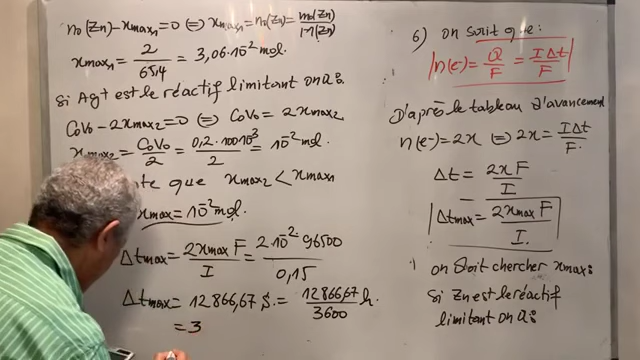 n₀(Zn) - xmax₁ = 0 ⇔ xmax₁ = n₀(Zn) = m₀(Zn)/M(Zn)
xmax₁ = 2/65,4 = 3,06·10⁻² mol.
Si Ag⁺ est le réactif limitant on a:
C₀V₀ - 2xmax₂ = 0 ⇔ C₀V₀ = 2xmax₂
xmax₂ = C₀V₀/2 = 0,2·100·10⁻³/2 = 10⁻² mol.
te que xmax₂ < xmax₁
xmax = 10⁻² mol.
Δtmax = 2xmax F/I = 2·10⁻²·96500/0,15
Δtmax = 12866,67 S. = 12866,67/3600 h.
= 3
6) on sait que:
n(e⁻) = Q/F = IΔt/F
D'après le tableau d'avancement
n(e⁻) = 2x ⇔ 2x = IΔt/F.
Δt = 2xF/I
Δtmax = 2xmax F/I.
on doit chercher xmax:
Si Zn est le réactif
limitant on a: